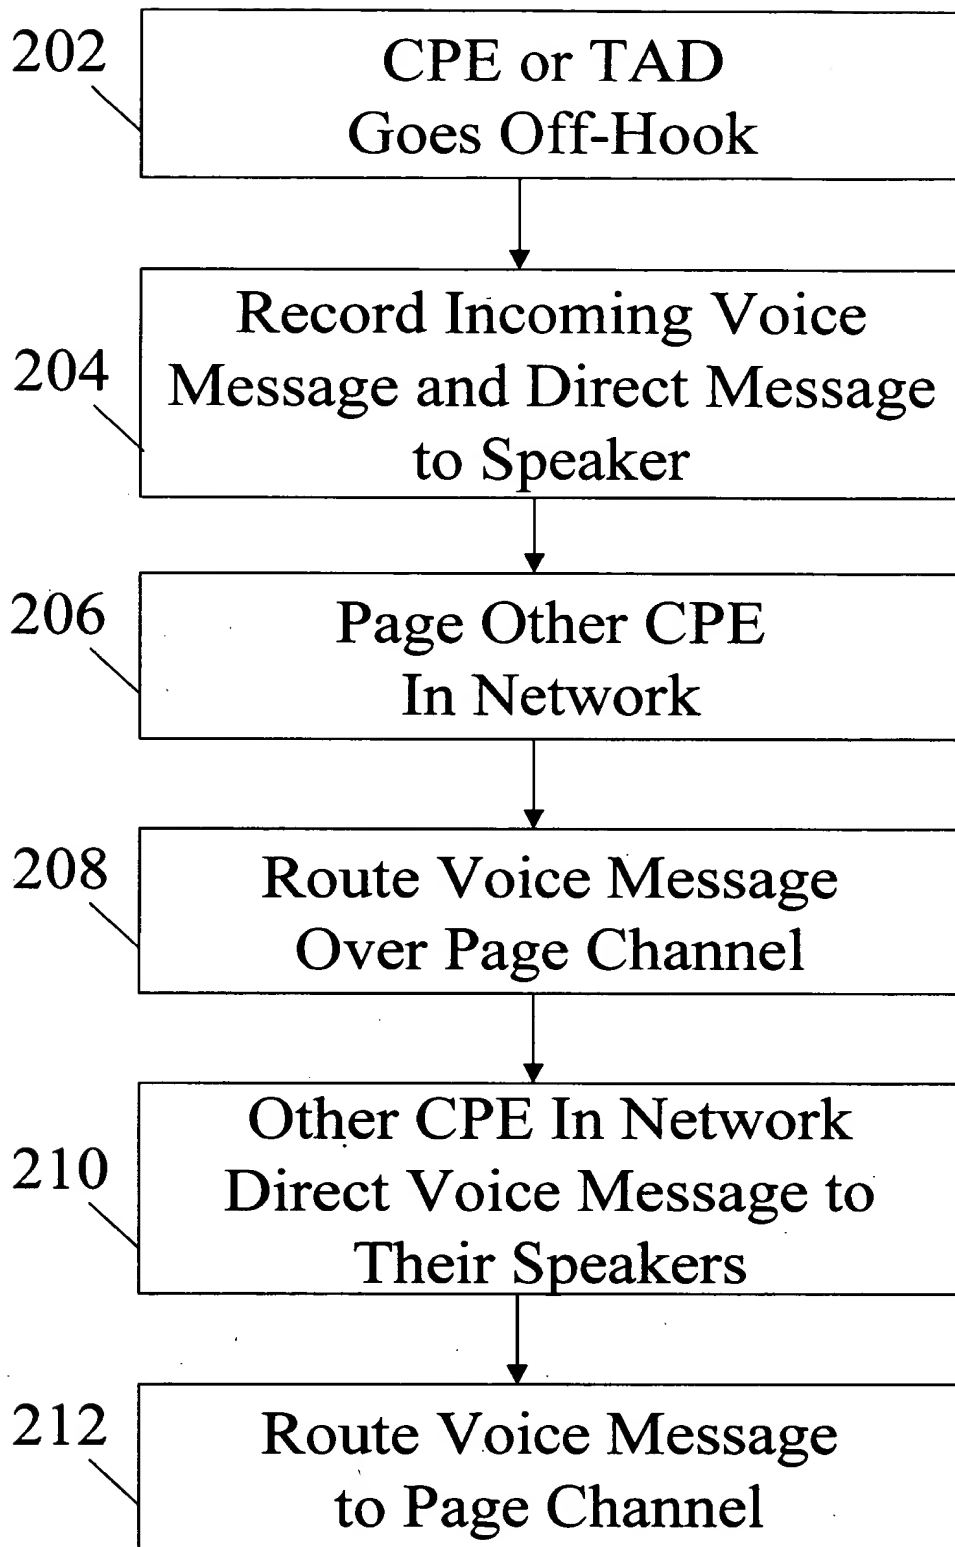 202
CPE or TAD
Goes Off-Hook
204
Record Incoming Voice
Message and Direct Message
to Speaker
206
Page Other CPE
In Network
208
Route Voice Message
Over Page Channel
210
Other CPE In Network
Direct Voice Message to
Their Speakers
212
Route Voice Message
to Page Channel